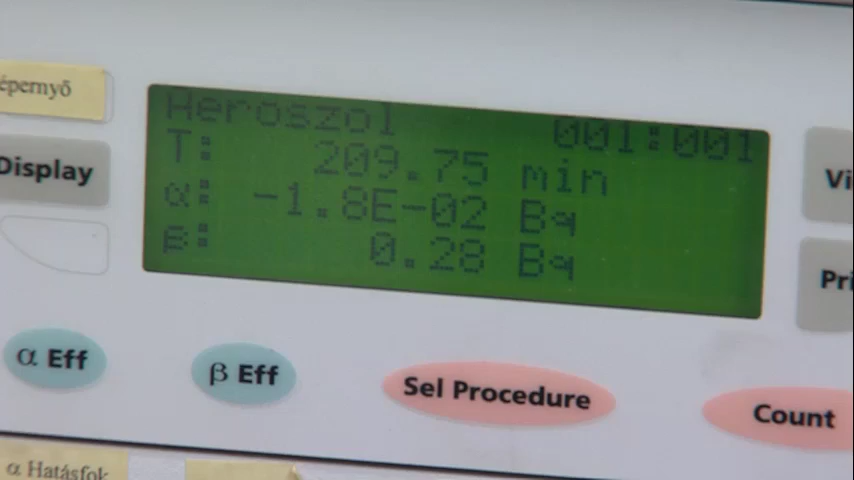 épernyő
Display
Heroszol 001:001
T: 209.75 min
α: -1.8E-02 Bq
β: 0.28 Bq
Vi
Pri
α Eff
β Eff
Sel Procedure
Count
α Hatásfok